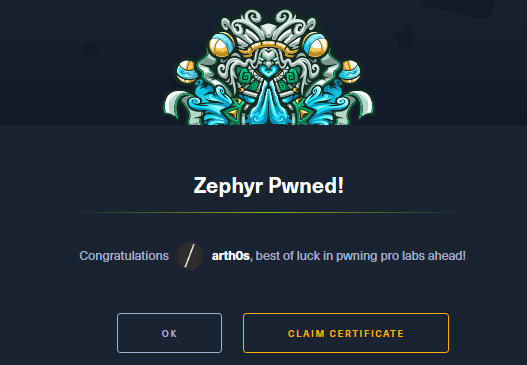 Zephyr Pwned!
Congratulations arth0s, best of luck in pwning pro labs ahead!
OK
CLAIM CERTIFICATE